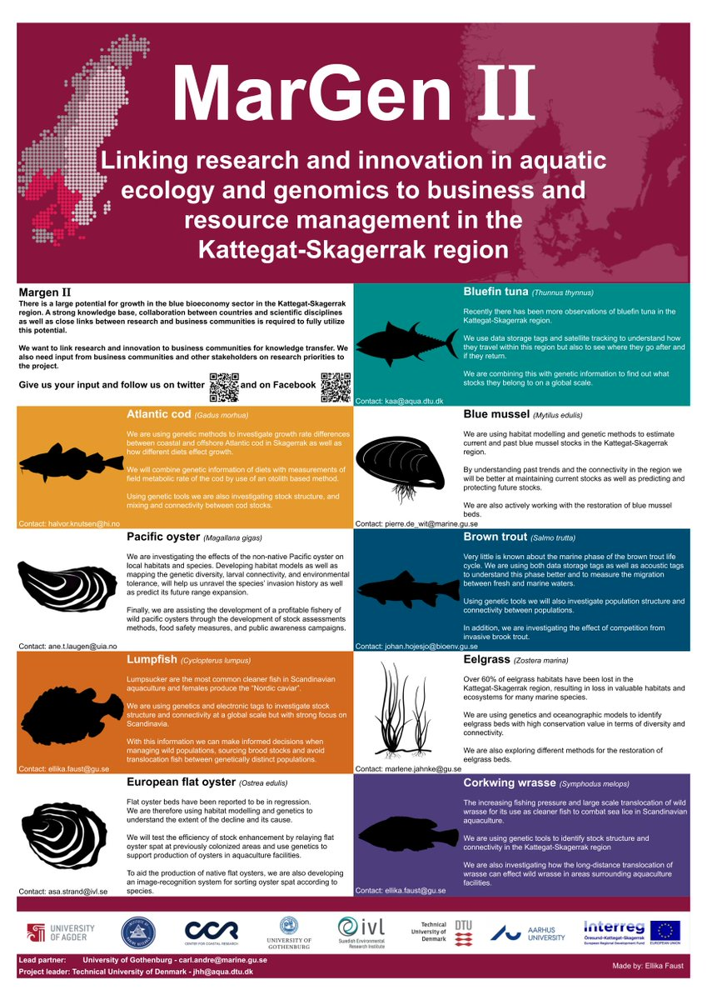 MarGen II
Linking research and innovation in aquatic
ecology and genomics to business and
resource management in the
Kattegat-Skagerrak region
Margen II
There is a large potential for growth in the blue bioeconomy sector in the Kattegat-Skagerrak
region. A strong knowledge base, collaboration between countries and scientific disciplines
as well as close links between research and business communities is required to fully utilize
this potential.
We want to link research and innovation to business communities for knowledge transfer. We
also need input from business communities and other stakeholders on research priorities to
the project.
Give us your input and follow us on twitter and on Facebook
Bluefin tuna (Thunnus thynnus)
Recently there has been more observations of bluefin tuna in the
Kattegat-Skagerrak region.
We use data storage tags and satellite tracking to understand how
they travel within this region but also to see where they go after and
if they return.
We are combining this with genetic information to find out what
stocks they belong to on a global scale.
Contact: kaa@aqua.dtu.dk
Atlantic cod (Gadus morhua)
We are using genetic methods to investigate growth rate differences
between coastal and offshore Atlantic cod in Skagerrak as well as
how different diets effect growth.
We will combine genetic information of diets with measurements of
field metabolic rate of the cod by use of an otolith based method.
Using genetic tools we are also investigating stock structure, and
mixing and connectivity between cod stocks.
Contact: halvor.knutsen@hi.no
Blue mussel (Mytilus edulis)
We are using habitat modelling and genetic methods to estimate
current and past blue mussel stocks in the Kattegat-Skagerrak
region.
By understanding past trends and the connectivity in the region we
will be better at maintaining current stocks as well as predicting and
protecting future stocks.
We are also actively working with the restoration of blue mussel
beds.
Contact: pierre.de_wit@marine.gu.se
Pacific oyster (Magallana gigas)
We are investigating the effects of the non-native Pacific oyster on
local habitats and species. Developing habitat models as well as
mapping the genetic diversity, larval connectivity, and environmental
tolerance, will help us unravel the species' invasion history as well
as predict its future range expansion.
Finally, we are assisting the development of a profitable fishery of
wild pacific oysters through the development of stock assessments
methods, food safety measures, and public awareness campaigns.
Contact: ane.t.laugen@uia.no
Brown trout (Salmo trutta)
Very little is known about the marine phase of the brown trout life
cycle. We are using both data storage tags as well as acoustic tags
to understand this phase better and to measure the migration
between fresh and marine waters.
Using genetic tools we will also investigate population structure and
connectivity between populations.
In addition, we are investigating the effect of competition from
invasive brook trout.
Contact: johan.hojesjo@bioenv.gu.se
Lumpfish (Cyclopterus lumpus)
Lumpsucker are the most common cleaner fish in Scandinavian
aquaculture and females produce the "Nordic caviar".
We are using genetics and electronic tags to investigate stock
structure and connectivity at a global scale but with strong focus on
Scandinavia.
With this information we can make informed decisions when
managing wild populations, sourcing brood stocks and avoid
translocation fish between genetically distinct populations.
Contact: ellika.faust@gu.se
Eelgrass (Zostera marina)
Over 60% of eelgrass habitats have been lost in the
Kattegat-Skagerrak region, resulting in loss in valuable habitats and
ecosystems for many marine species.
We are using genetics and oceanographic models to identify
eelgrass beds with high conservation value in terms of diversity and
connectivity.
We are also exploring different methods for the restoration of
eelgrass beds.
Contact: marlene.jahnke@gu.se
European flat oyster (Ostrea edulis)
Flat oyster beds have been reported to be in regression.
We are therefore using habitat modelling and genetics to
understand the extent of the decline and its cause.
We will test the efficiency of stock enhancement by relaying flat
oyster spat at previously colonized areas and use genetics to
support production of oysters in aquaculture facilities.
To aid the production of native flat oysters, we are also developing
an image-recognition system for sorting oyster spat according to
species.
Contact: asa.strand@ivl.se
Corkwing wrasse (Symphodus melops)
The increasing fishing pressure and large scale translocation of wild
wrasse for its use as cleaner fish to combat sea lice in Scandinavian
aquaculture.
We are using genetic tools to identify stock structure and
connectivity in the Kattegat-Skagerrak region
We are also investigating how the long-distance translocation of
wrasse can effect wild wrasse in areas surrounding aquaculture
facilities.
Contact: ellika.faust@gu.se
UNIVERSITY
OF AGDER
CCR
CENTER FOR COASTAL RESEARCH
UNIVERSITY OF
GOTHENBURG
ivl
Swedish Environmental
Research Institute
Technical
University of
Denmark
DTU
AARHUS
UNIVERSITY
Interreg
Öresund-Kattegat-Skagerrak
European Regional Development Fund
EUROPEAN UNION
Lead partner: University of Gothenburg - carl.andre@marine.gu.se
Project leader: Technical University of Denmark - jhh@aqua.dtu.dk
Made by: Ellika Faust